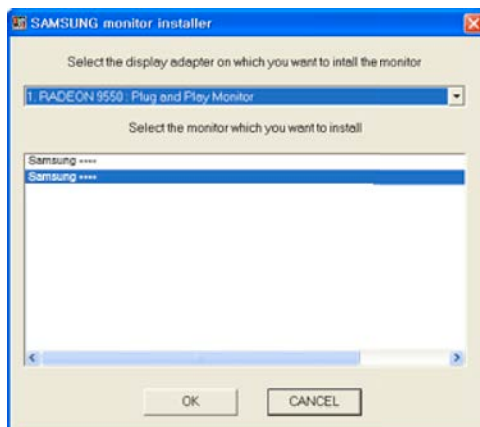 SAMSUNG monitor installer
Select the display adapter on which you want to intall the monitor
1. RADEON 9550 : Plug and Play Monitor
Select the monitor which you want to install
Samsung ****
Samsung ****
OK
CANCEL